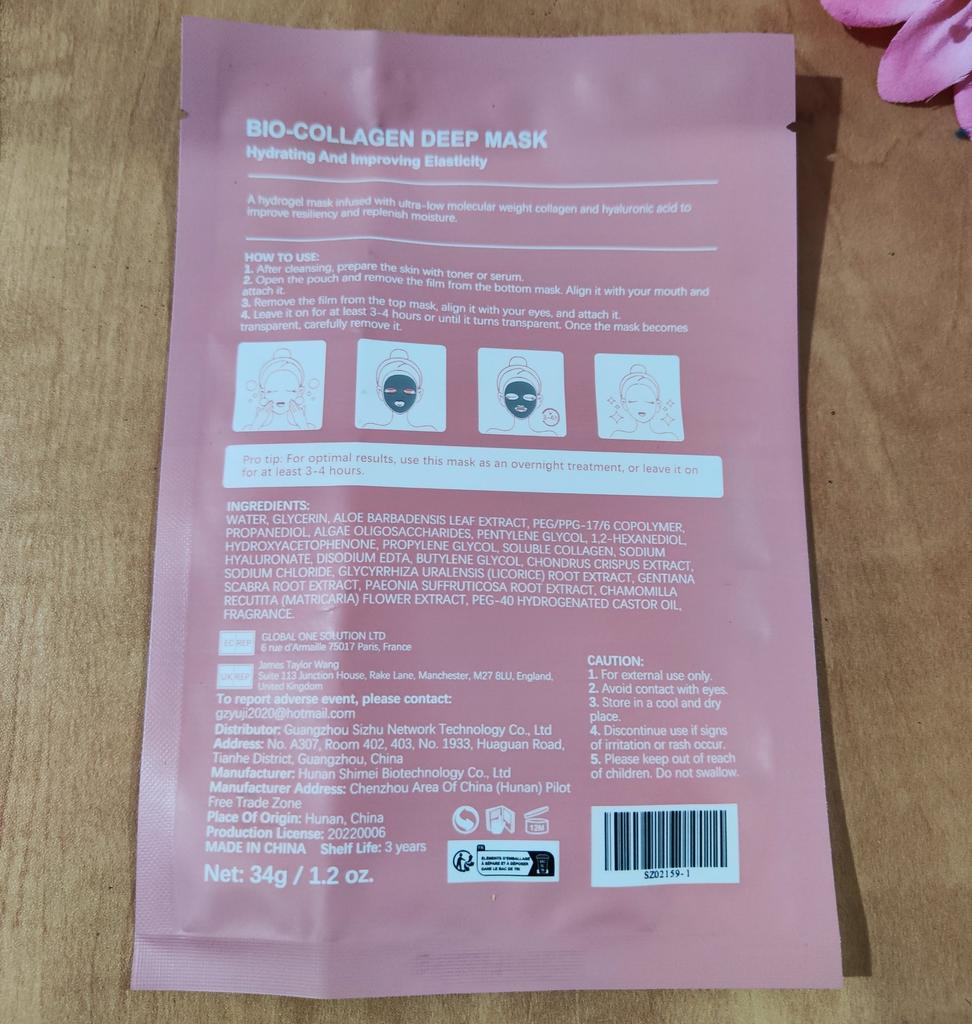 BIO-COLLAGEN DEEP MASK
Hydrating And Improving Elasticity
A hydrogel mask infused with ultra-low molecular weight collagen and hyaluronic acid to
improve resiliency and replenish moisture.
HOW TO USE:
1. After cleansing, prepare the skin with toner or serum.
2. Open the pouch and remove the film from the bottom mask. Align it with your mouth and
attach it.
3. Remove the film from the top mask, align it with your eyes, and attach it.
4. Leave it on for at least 3-4 hours or until it turns transparent. Once the mask becomes
transparent, carefully remove it.
Pro tip: For optimal results, use this mask as an overnight treatment, or leave it on
for at least 3-4 hours.
INGREDIENTS:
WATER, GLYCERIN, ALOE BARBADENSIS LEAF EXTRACT, PEG/PPG-17/6 COPOLYMER,
PROPANEDIOL, ALGAE OLIGOSACCHARIDES, PENTYLENE GLYCOL, 1,2-HEXANEDIOL,
HYDROXYACETOPHENONE, PROPYLENE GLYCOL, SOLUBLE COLLAGEN, SODIUM
HYALURONATE, DISODIUM EDTA, BUTYLENE GLYCOL, CHONDRUS CRISPUS EXTRACT,
SODIUM CHLORIDE, GLYCYRRHIZA URALENSIS (LICORICE) ROOT EXTRACT, GENTIANA
SCABRA ROOT EXTRACT, PAEONIA SUFFRUTICOSA ROOT EXTRACT, CHAMOMILLA
RECUTITA (MATRICARIA) FLOWER EXTRACT, PEG-40 HYDROGENATED CASTOR OIL,
FRAGRANCE.
EC REP
GLOBAL ONE SOLUTION LTD
6 rue d'Armaille 75017 Paris, France
UK REP
James Taylor Wang
Suite 113 Junction House, Rake Lane, Manchester, M27 8LU, England,
United Kingdom
To report adverse event, please contact:
gzyuji2020@hotmail.com
Distributor: Guangzhou Sizhu Network Technology Co., Ltd
Address: No. A307, Room 402, 403, No. 1933, Huaguan Road,
Tianhe District, Guangzhou, China
Manufacturer: Hunan Shimei Biotechnology Co., Ltd
Manufacturer Address: Chenzhou Area Of China (Hunan) Pilot
Free Trade Zone
Place Of Origin: Hunan, China
Production License: 20220006
MADE IN CHINA Shelf Life: 3 years
Net: 34g / 1.2 oz.
CAUTION:
1. For external use only.
2. Avoid contact with eyes.
3. Store in a cool and dry
place.
4. Discontinue use if signs
of irritation or rash occur.
5. Please keep out of reach
of children. Do not swallow.
12M
FR
ÉLÉMENTS D'EMBALLAGE
À SÉPARER ET À DÉPOSER
DANS LE BAC DE TRI
SZ02159-1